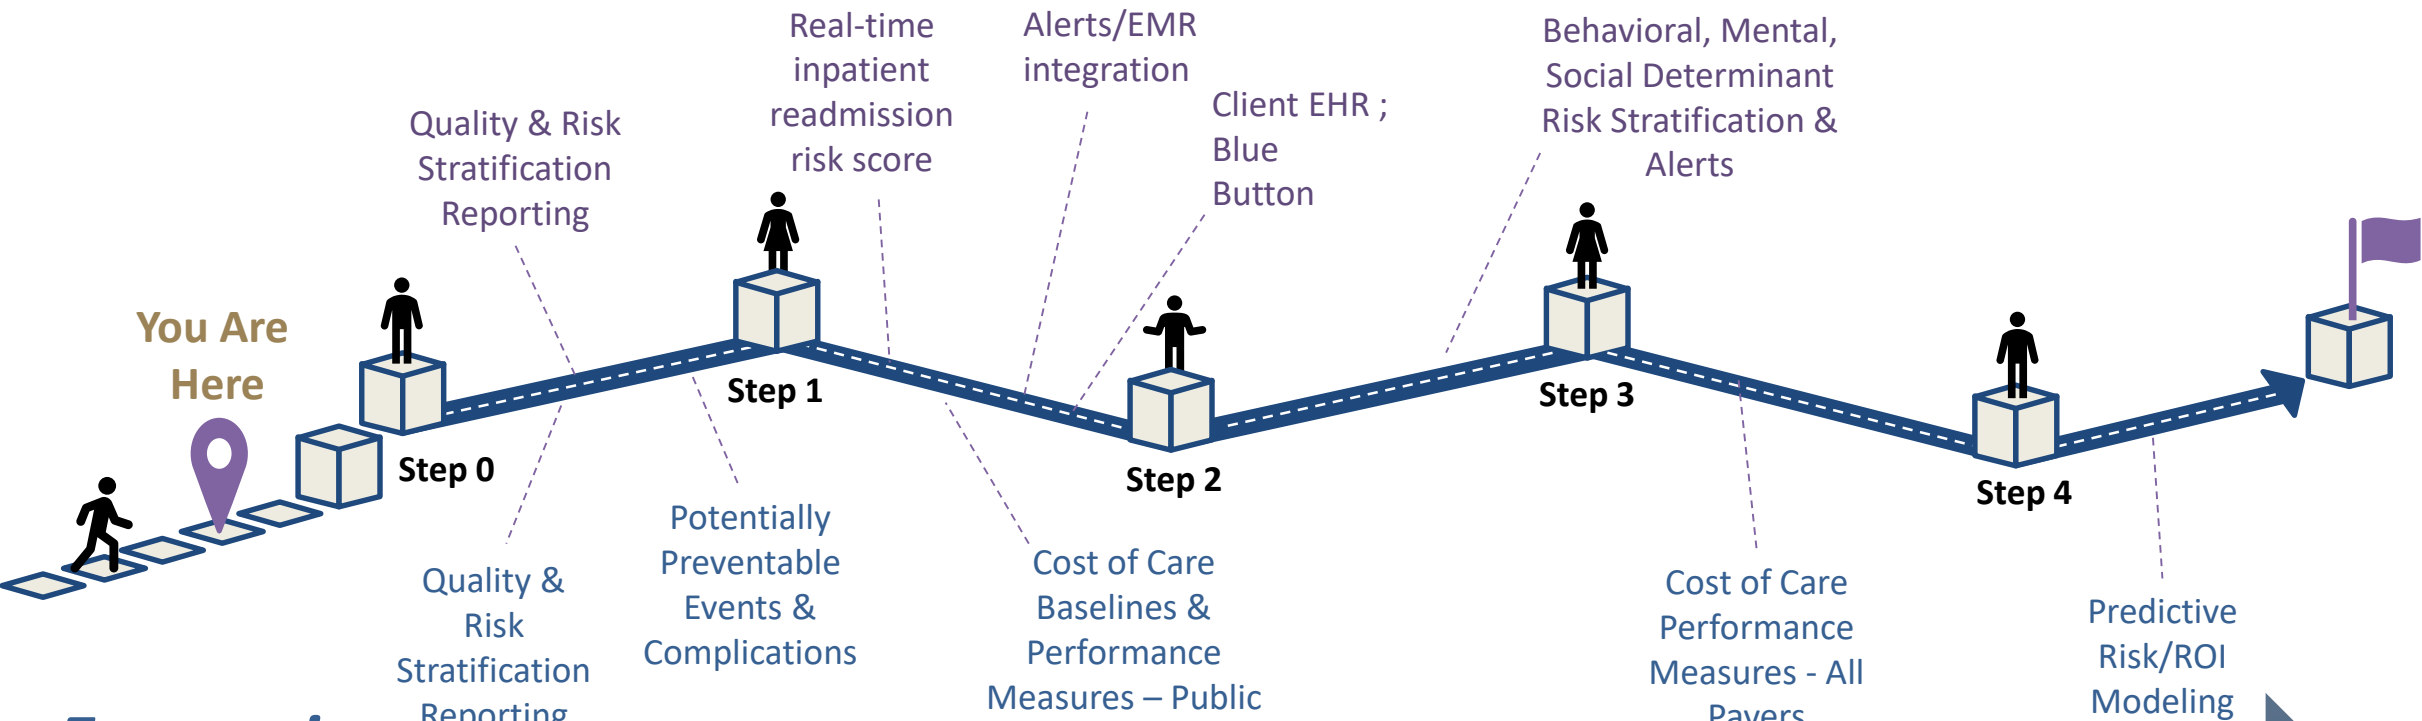 Real-time
inpatient
readmission
risk score
Alerts/EMR
integration
Behavioral, Mental,
Social Determinant
Risk Stratification &
Alerts
Client EHR ;
Blue
Button
Quality & Risk
Stratification
Reporting
You Are
Here
Step 0
Step 1
Step 2
Step 3
Step 4
Quality &
Risk
Stratification
Reporting
Potentially
Preventable
Events &
Complications
Cost of Care
Baselines &
Performance
Measures – Public
Cost of Care
Performance
Measures - All
Payers
Predictive
Risk/ROI
Modeling